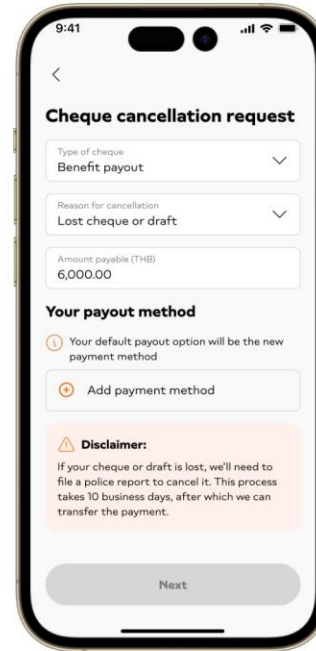 9:41
Cheque cancellation request
Type of cheque
Benefit payout
Reason for cancellation
Lost cheque or draft
Amount payable (THB)
6,000.00
Your payout method
Your default payout option will be the new
payment method
Add payment method
Disclaimer:
If your cheque or draft is lost, we'll need to
file a police report to cancel it. This process
takes 10 business days, after which we can
transfer the payment.
Next